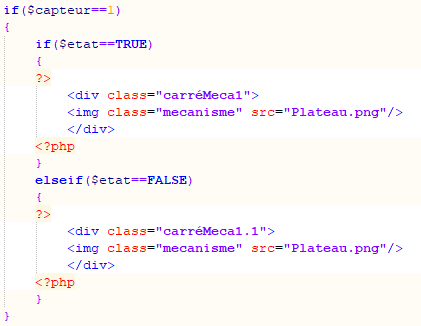 if($capteur==1)
{
if($etat==TRUE)
{
?>
<div class="carréMeca1">
<img class="mecanisme" src="Plateau.png"/>
</div>
<?php
}
elseif($etat==FALSE)
{
?>
<div class="carréMeca1.1">
<img class="mecanisme" src="Plateau.png"/>
</div>
<?php
}
}